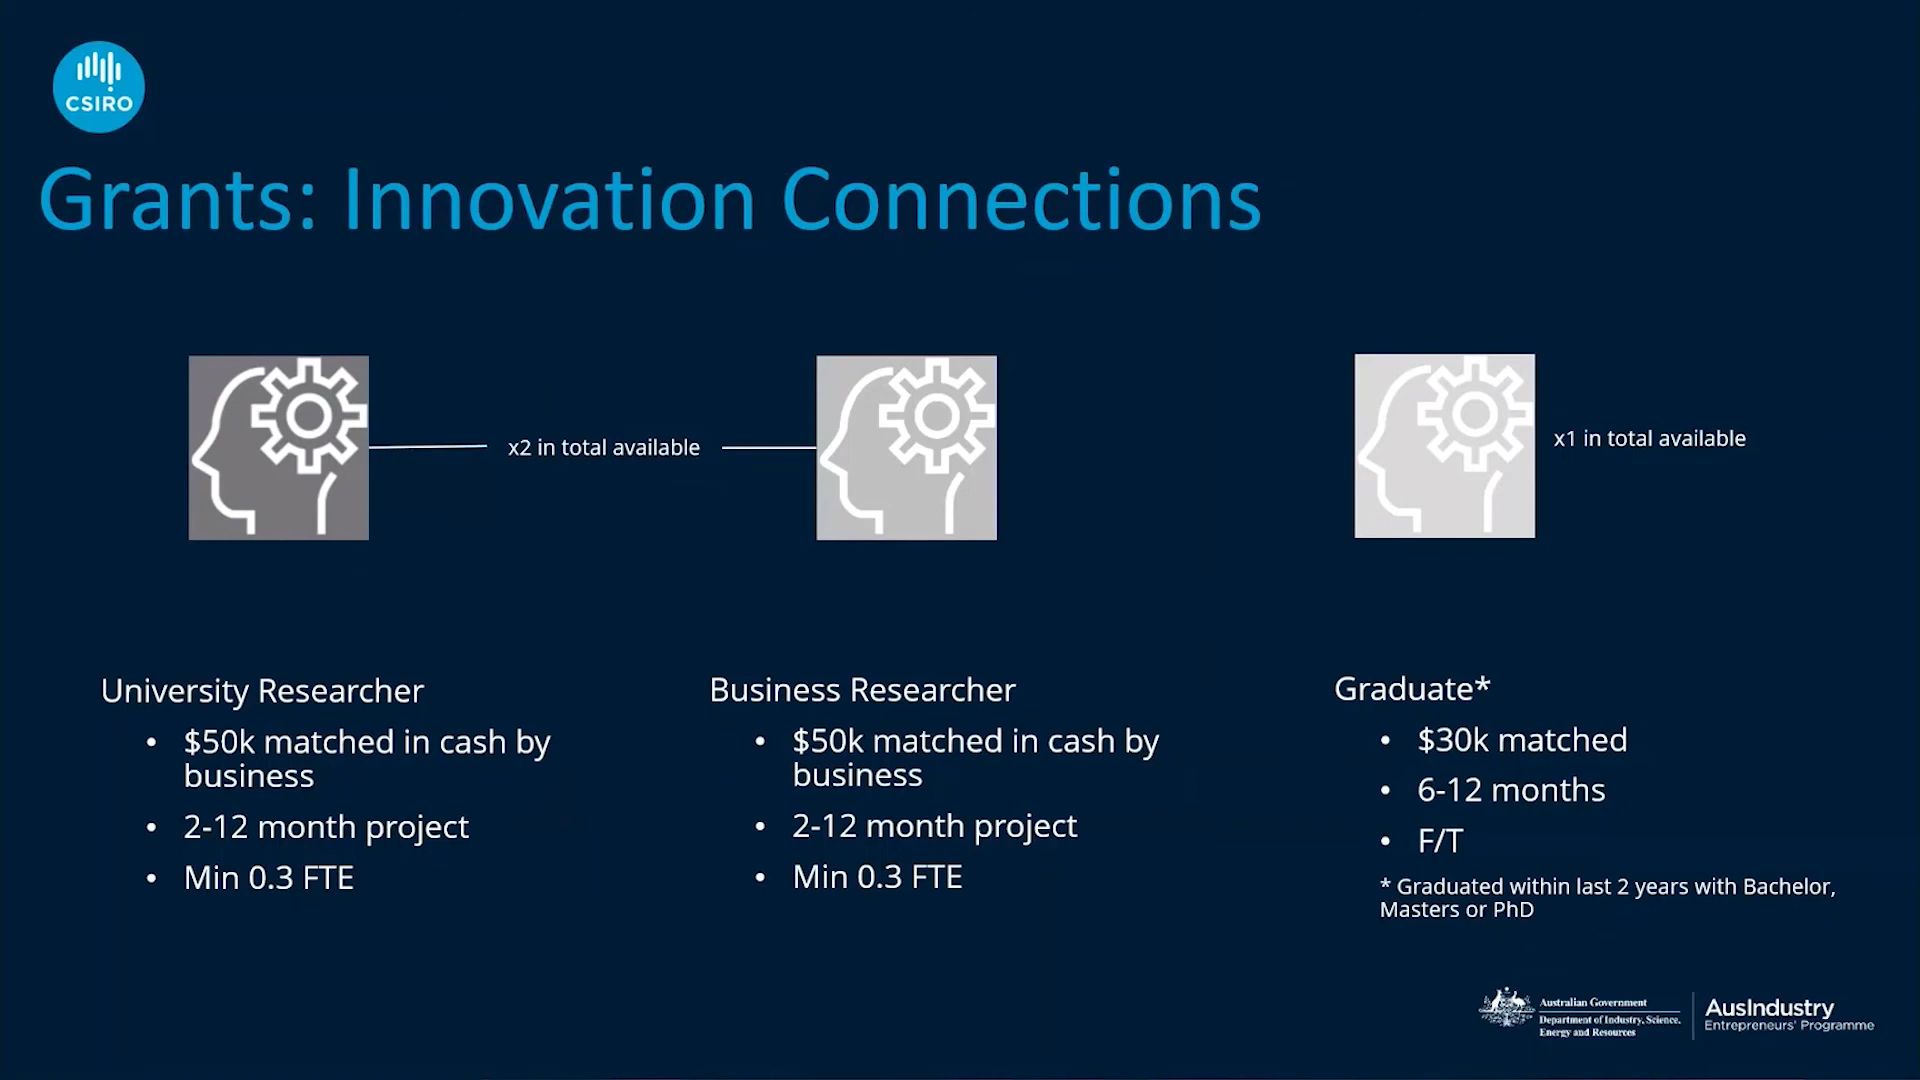 CSIRO
Grants: Innovation Connections
x2 in total available
x1 in total available
University Researcher
• $50k matched in cash by
business
• 2-12 month project
• Min 0.3 FTE
Business Researcher
• $50k matched in cash by
business
• 2-12 month project
• Min 0.3 FTE
Graduate*
• $30k matched
• 6-12 months
• F/T
* Graduated within last 2 years with Bachelor,
Masters or PhD
Australian Government
Department of Industry, Science,
Energy and Resources
AusIndustry
Entrepreneurs' Programme